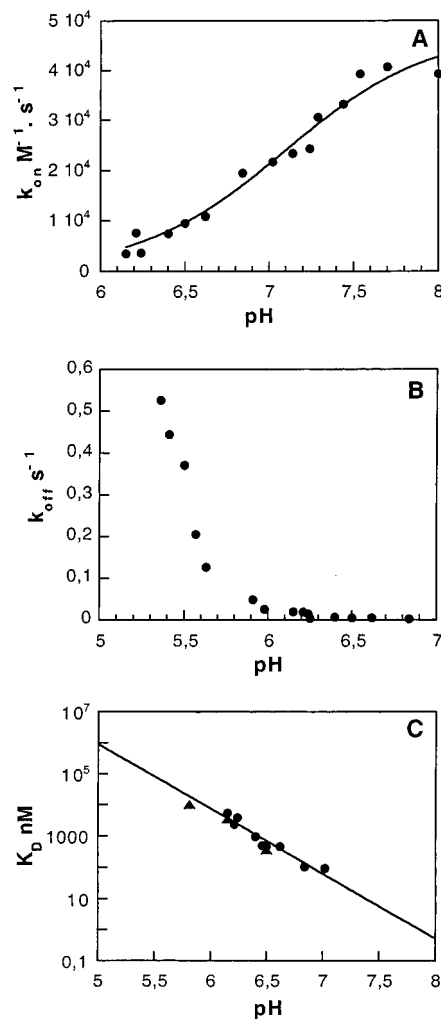 A
5 10⁴
4 10⁴
3 10⁴
2 10⁴
1 10⁴
0
k_on M⁻¹. s⁻¹
6 6,5 7 7,5 8
pH
B
0,6
0,5
0,4
0,3
0,2
0,1
0
k_off s⁻¹
5 5,5 6 6,5 7
pH
C
10⁷
10⁵
1000
10
0,1
K_D nM
5 5,5 6 6,5 7 7,5 8
pH